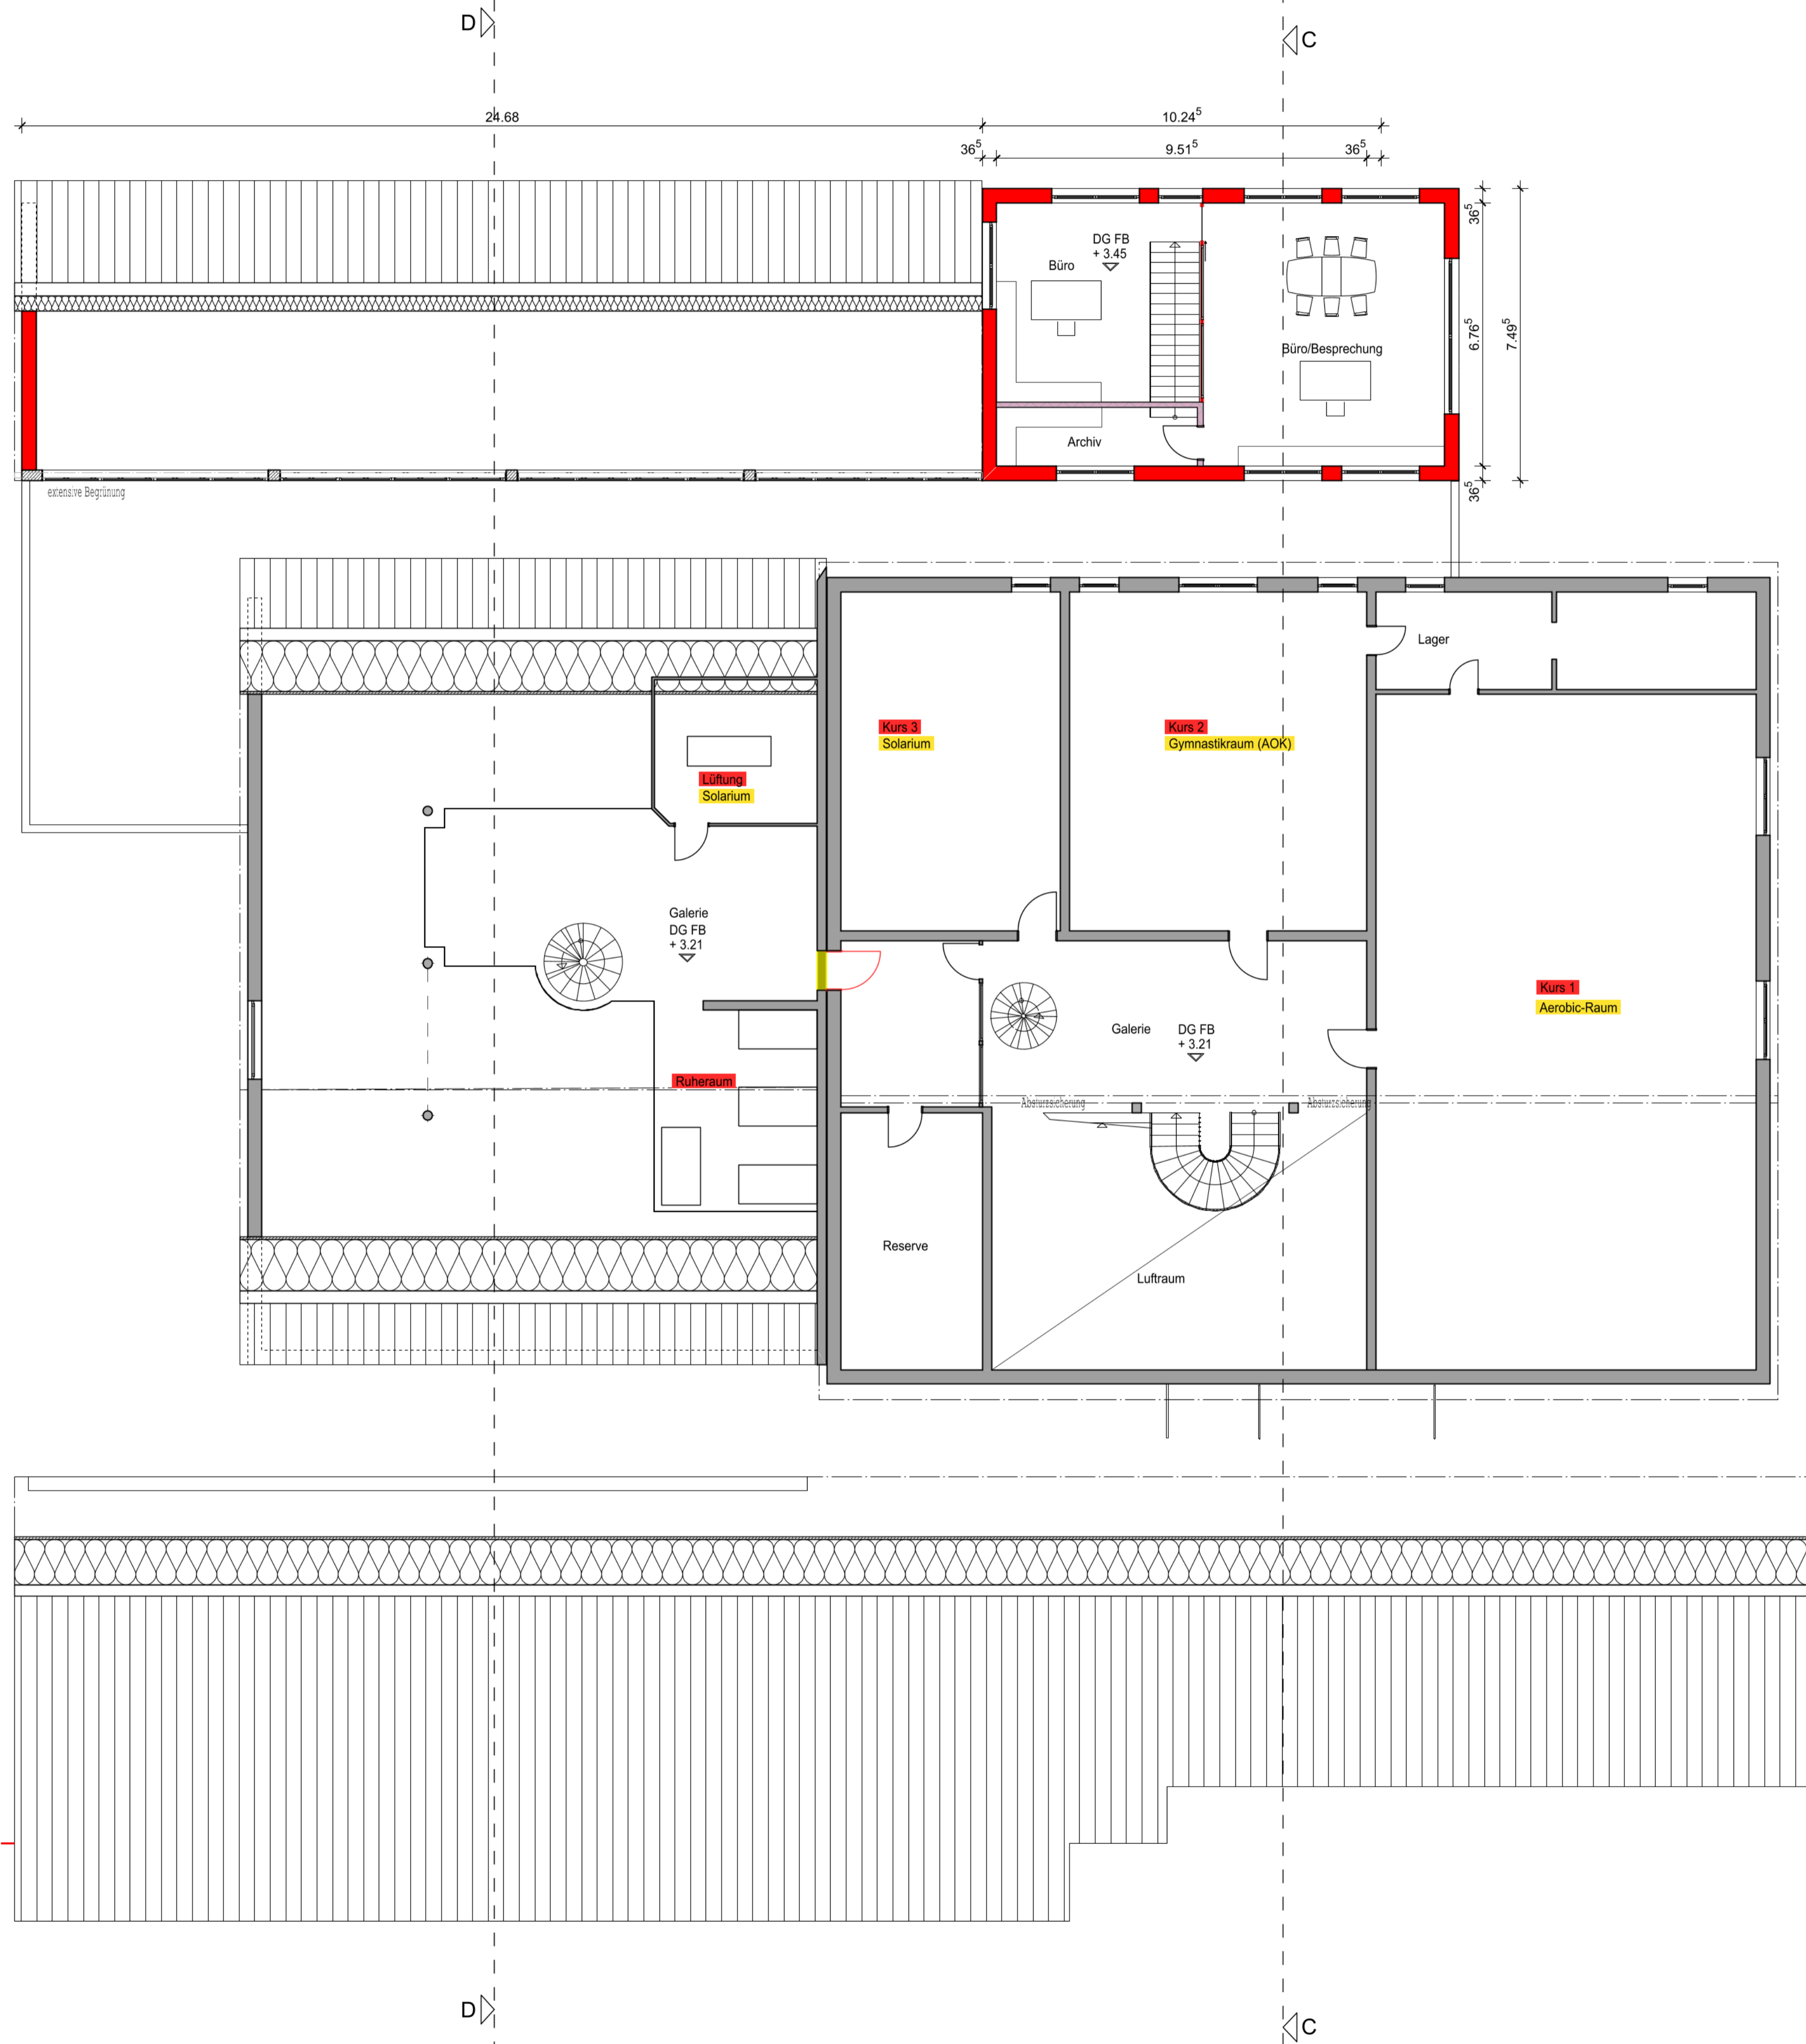 D
C
24.68
10.24⁵
36⁵
9.51⁵
36⁵
36⁵
6.76⁵
7.49⁵
36⁵
DG FB
+ 3.45
Büro
Büro/Besprechung
Archiv
extensive Begrünung
Lager
Kurs 3
Solarium
Kurs 2
Gymnastikraum (AOK)
Lüftung
Solarium
Galerie
DG FB
+ 3.21
Kurs 1
Aerobic-Raum
Galerie
DG FB
+ 3.21
Ruheraum
Absturzsicherung
Absturzsicherung
Reserve
Luftraum
D
C